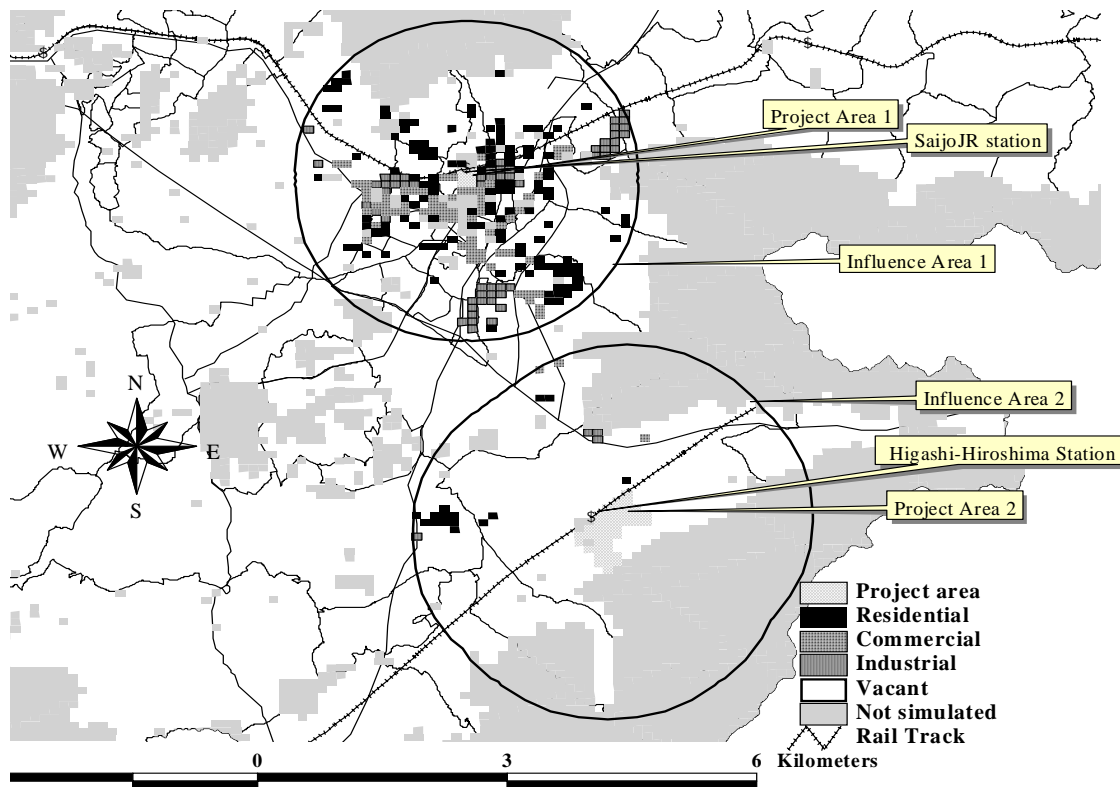 Project Area 1
SaijoJR station
Influence Area 1
N
W E
S
Influence Area 2
Higashi-Hiroshima Station
Project Area 2
Project area
Residential
Commercial
Industrial
Vacant
Not simulated
Rail Track
Kilometers
0 3 6
$
$
$